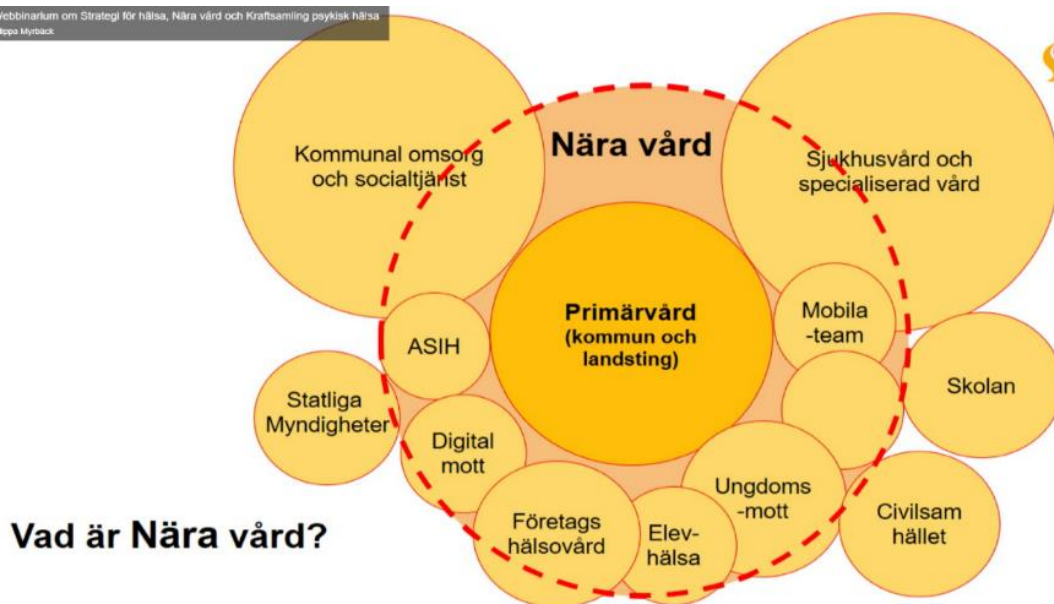 Webbinarium om Strategi för hälsa, Nära vård och Kraftsamling psykisk hälsa
Myrbäck
Nära vård
Kommunal omsorg
och socialtjänst
Sjukhusvård och
specialiserad vård
Primärvård
(kommun och
landsting)
Mobila
-team
ASIH
Skolan
Statliga
Myndigheter
Digital
mott
Ungdoms
-mott
Civilsam
hället
Företags
hälsovård
Elev-
hälsa
Vad är Nära vård?